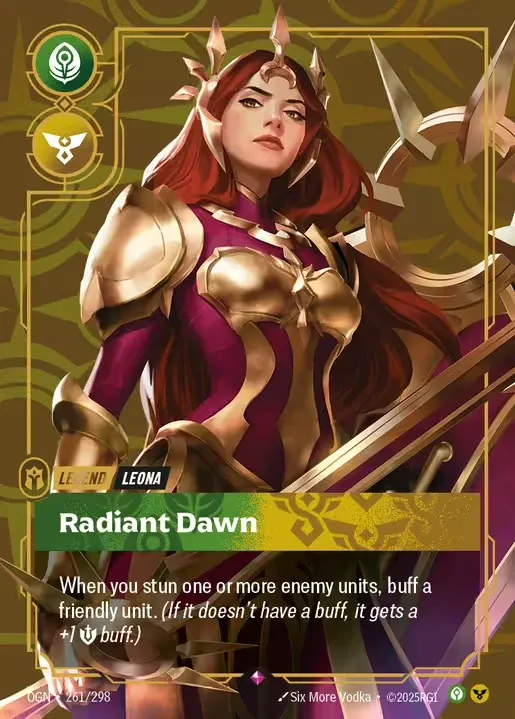 LEGEND LEONA
Radiant Dawn
When you stun one or more enemy units, buff a
friendly unit. (If it doesn't have a buff, it gets a
+1 buff.)
OGN • 261/298 Six More Vodka • ©2025RGI